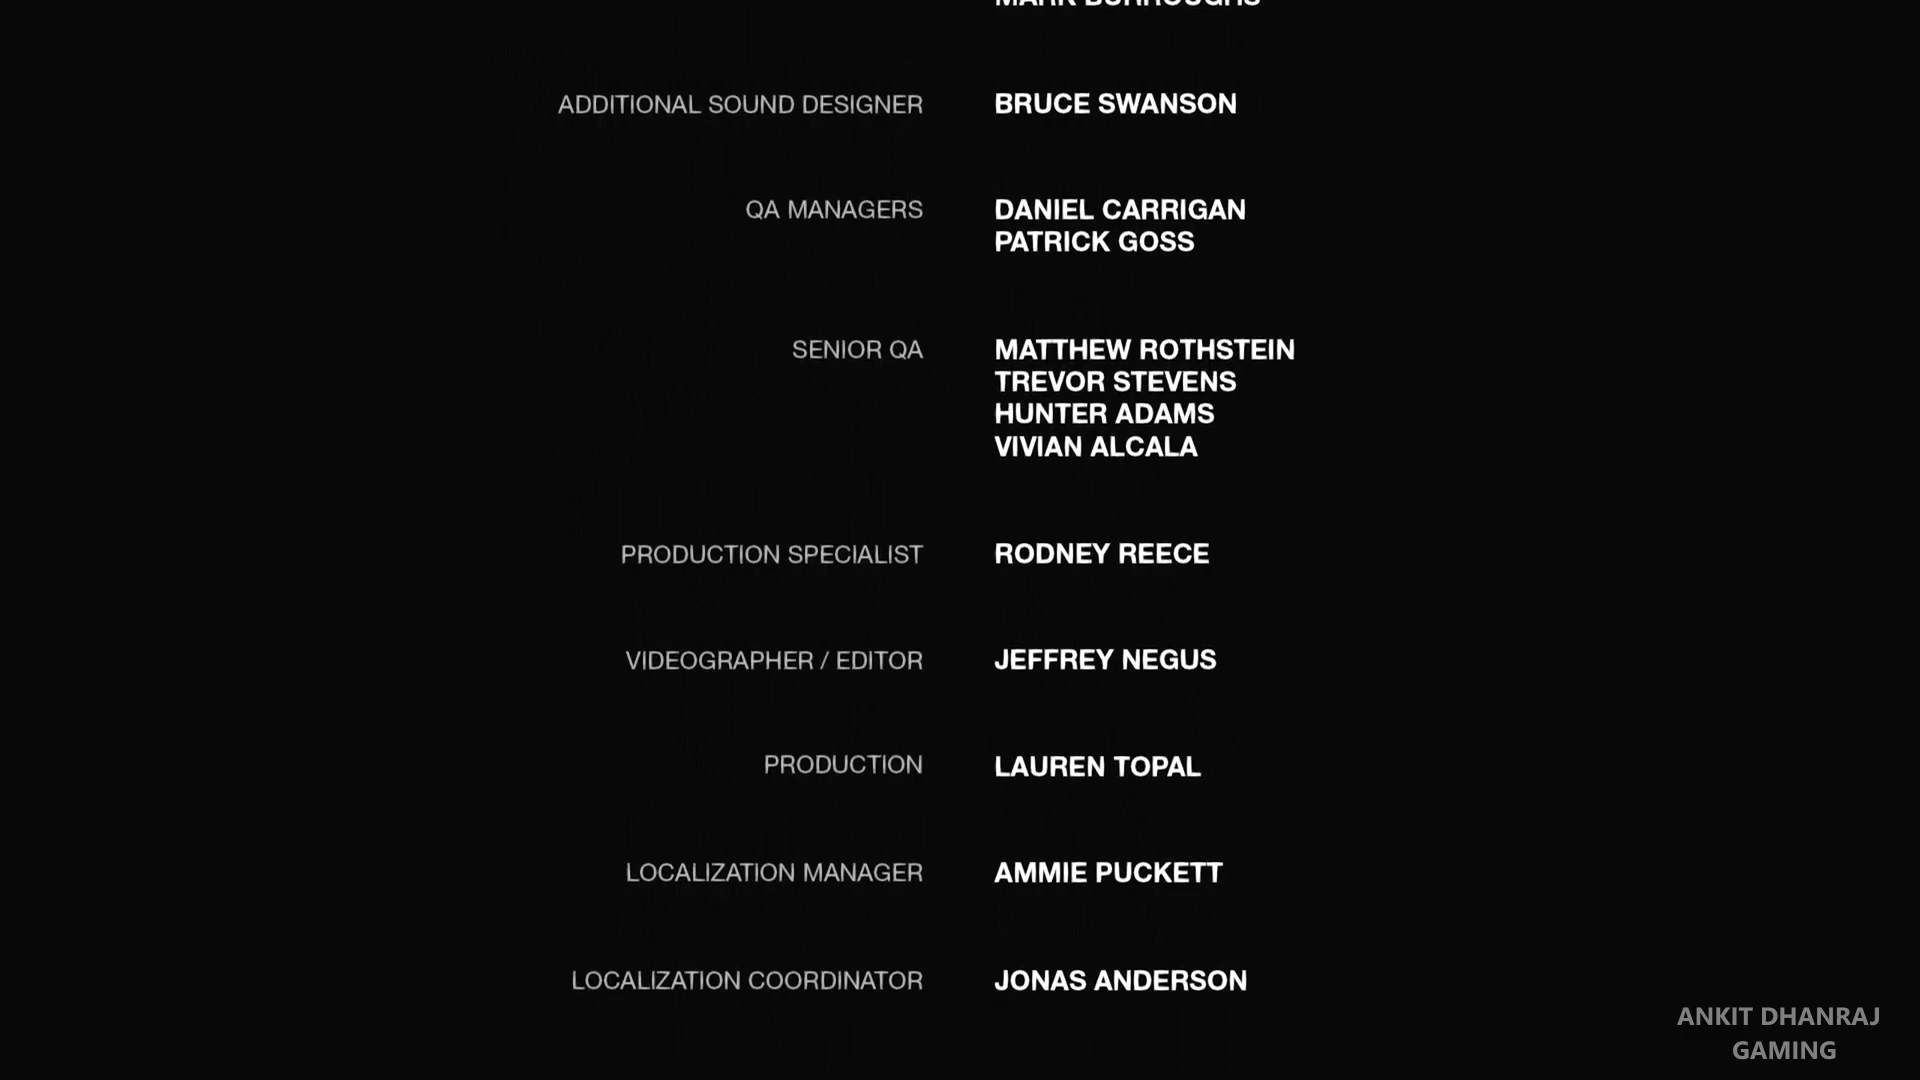 MARK BURROUGHS
ADDITIONAL SOUND DESIGNER BRUCE SWANSON
QA MANAGERS DANIEL CARRIGAN
PATRICK GOSS
SENIOR QA MATTHEW ROTHSTEIN
TREVOR STEVENS
HUNTER ADAMS
VIVIAN ALCALA
PRODUCTION SPECIALIST RODNEY REECE
VIDEOGRAPHER / EDITOR JEFFREY NEGUS
PRODUCTION LAUREN TOPAL
LOCALIZATION MANAGER AMMIE PUCKETT
LOCALIZATION COORDINATOR JONAS ANDERSON
ANKIT DHANRAJ
GAMING